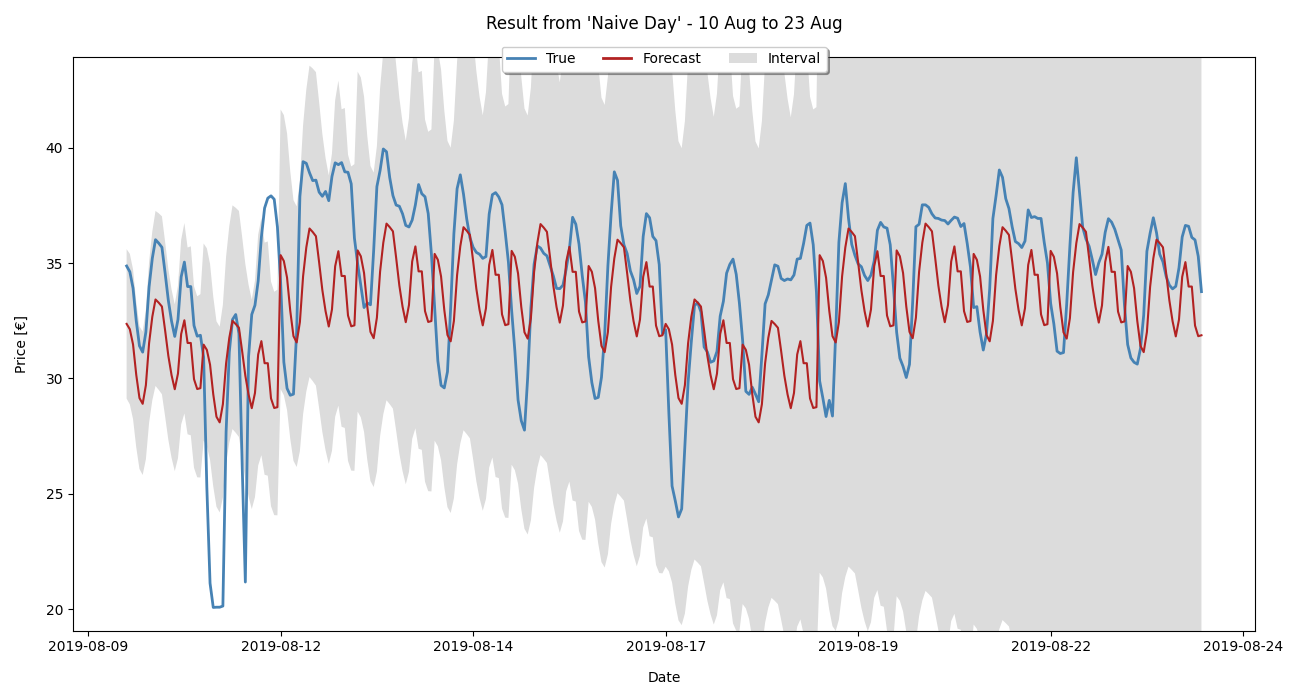 Result from 'Naive Day' - 10 Aug to 23 Aug
True Forecast Interval
Price [€]
40
35
30
25
20
2019-08-09 2019-08-12 2019-08-14 2019-08-17 2019-08-19 2019-08-22 2019-08-24
Date